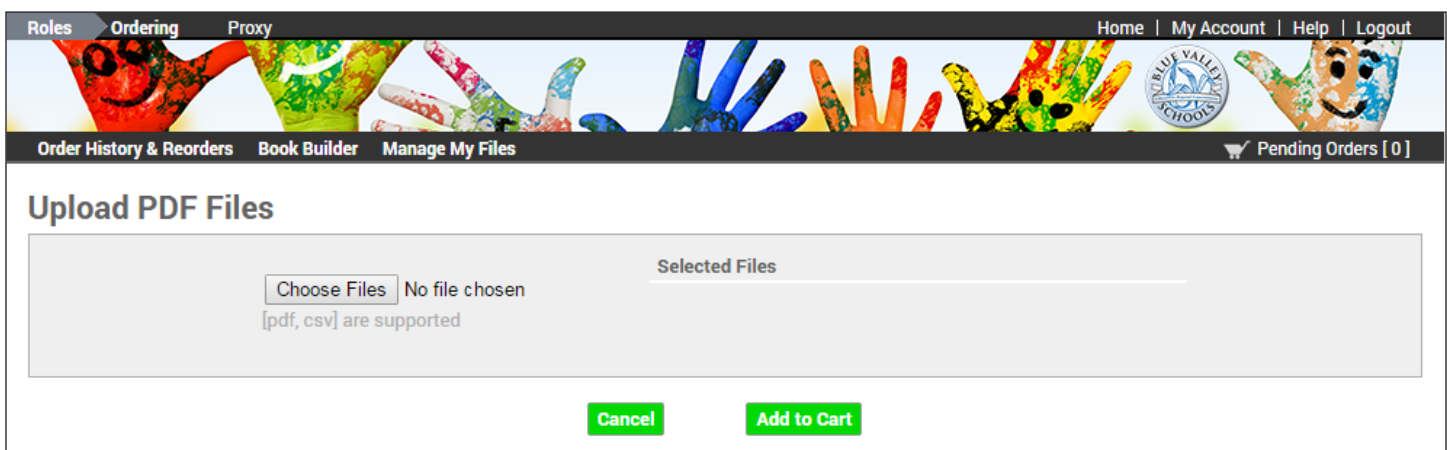 Roles Ordering Proxy Home | My Account | Help | Logout
BLUE VALLEY SCHOOLS
Order History & Reorders Book Builder Manage My Files Pending Orders [ 0 ]
Upload PDF Files
Selected Files
Choose Files No file chosen
[pdf, csv] are supported
Cancel Add to Cart